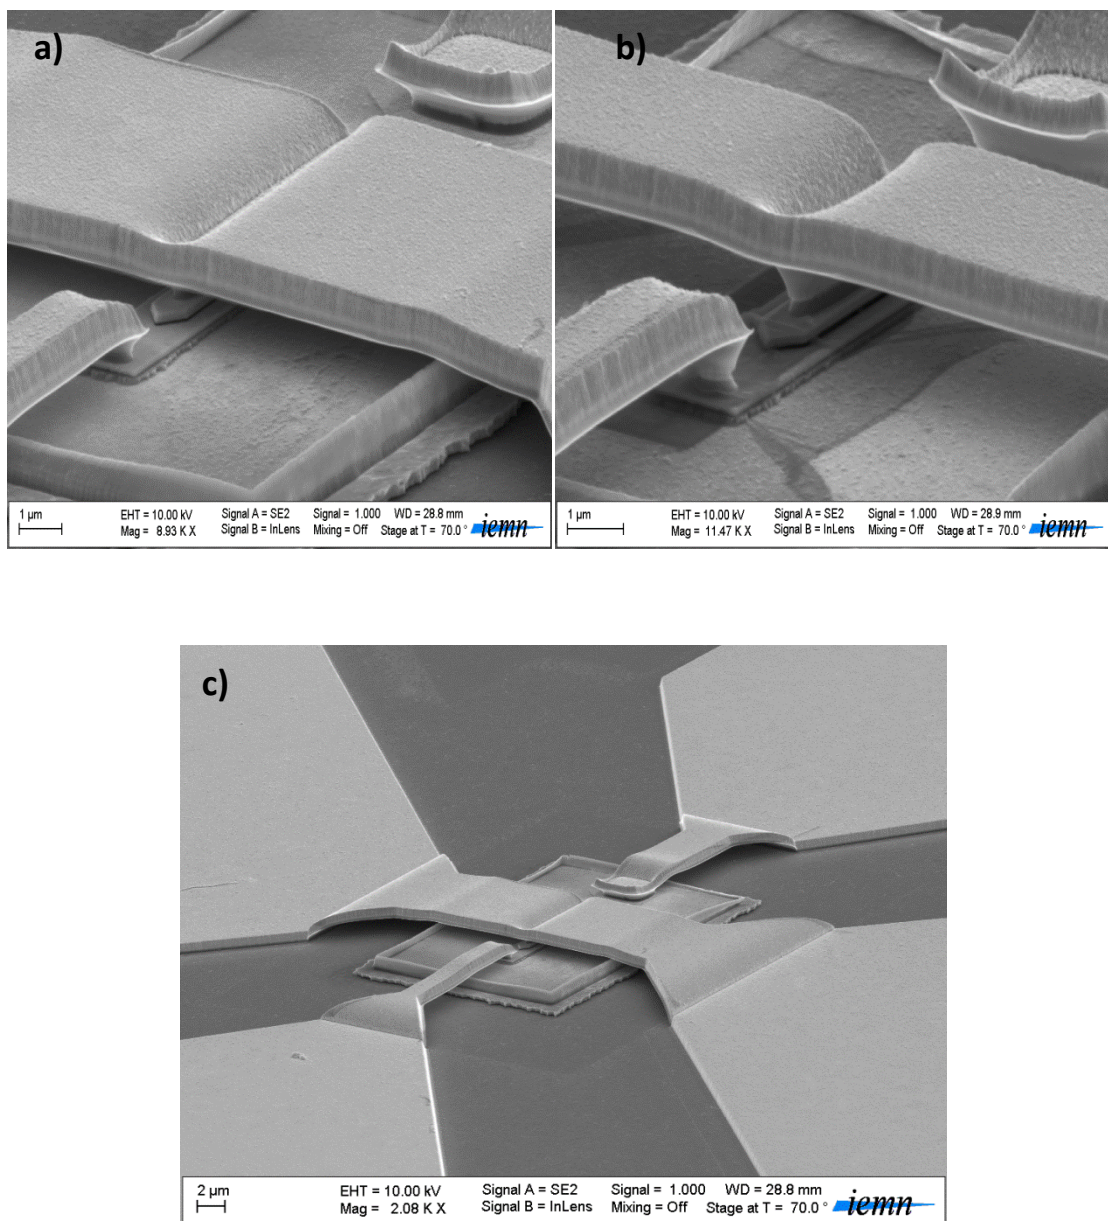 a)
b)
1 µm
EHT = 10.00 kV Signal A = SE2 Signal = 1.000 WD = 28.8 mm
Mag = 8.93 K X Signal B = InLens Mixing = Off Stage at T = 70.0 °
iemn
1 µm
EHT = 10.00 kV Signal A = SE2 Signal = 1.000 WD = 28.9 mm
Mag = 11.47 K X Signal B = InLens Mixing = Off Stage at T = 70.0 °
iemn
c)
2 µm
EHT = 10.00 kV Signal A = SE2 Signal = 1.000 WD = 28.8 mm
Mag = 2.08 K X Signal B = InLens Mixing = Off Stage at T = 70.0 °
iemn